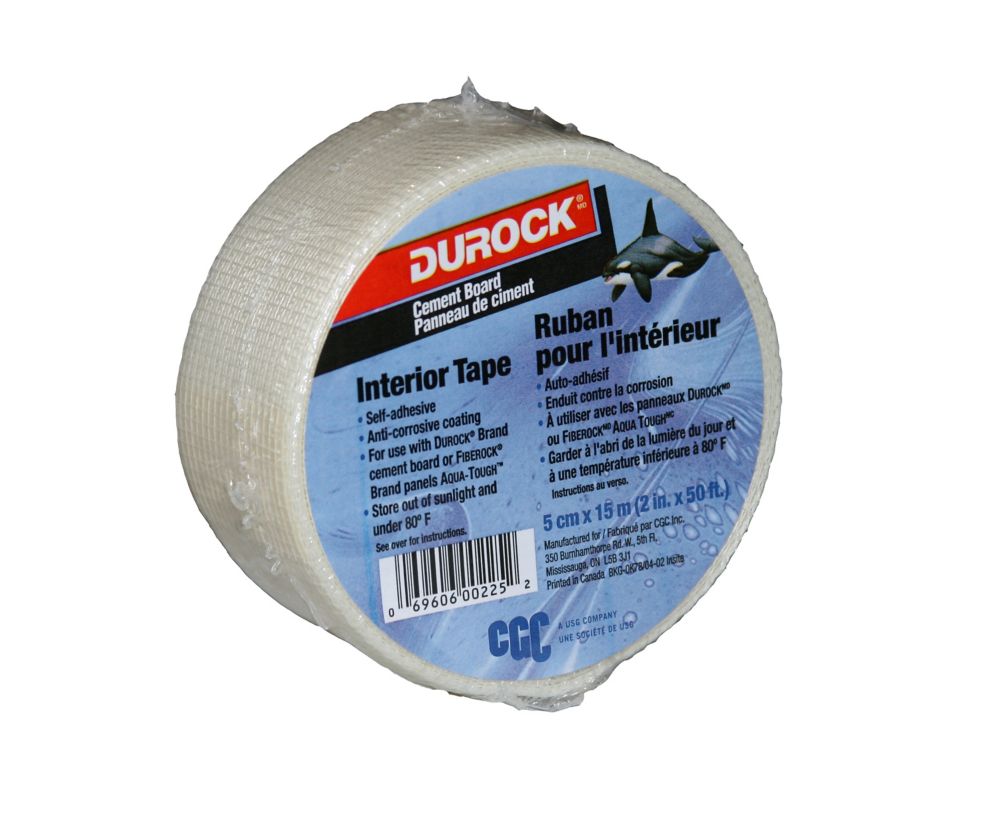 DUROCK®
MD
Cement Board
Panneau de ciment
Interior Tape
• Self-adhesive
• Anti-corrosive coating
• For use with DUROCK® Brand
cement board or FIBEROCK®
Brand panels AQUA-TOUGH™
• Store out of sunlight and
under 80° F
See over for instructions.
0 69606 00225 2
Ruban
pour l'intérieur
• Auto-adhésif
• Enduit contre la corrosion
• À utiliser avec les panneaux DUROCKMD
ou FIBEROCKMD AQUA TOUGHMC
• Garder à l'abri de la lumière du jour et
à une température inférieure à 80° F
Instructions au verso.
5 cm x 15 m (2 in. x 50 ft.)
Manufactured for / Fabriqué par CGC Inc.
350 Burnhamthorpe Rd. W., 5th Fl.
Mississauga, ON L5B 3J1
Printed in Canada BKG-0K78/04-02 Insite
CGC
A USG COMPANY
UNE SOCIÉTÉ DE USG